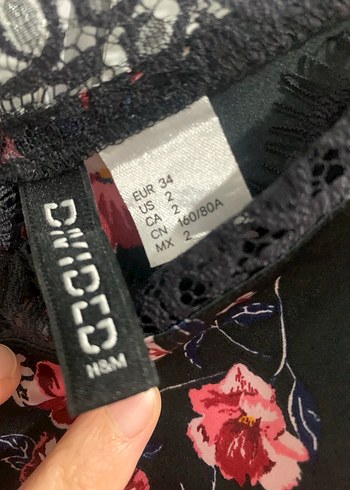 DIVIDED
H&M
EUR 34
US 2
CA 2
CN 160/80A
MX 2